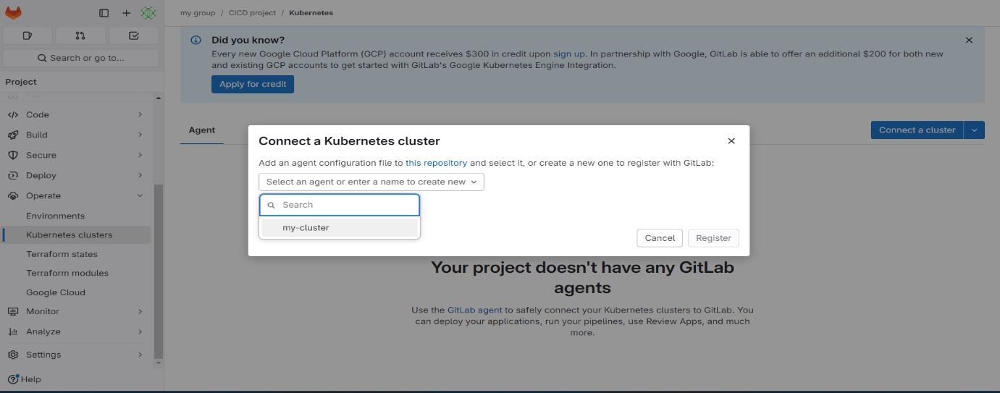 my group / CICD project / Kubernetes
Search or go to...
Project
Plan
Code
Build
Secure
Deploy
Operate
Environments
Kubernetes clusters
Terraform states
Terraform modules
Google Cloud
Monitor
Analyze
Settings
Help
Did you know?
Every new Google Cloud Platform (GCP) account receives $300 in credit upon sign up. In partnership with Google, GitLab is able to offer an additional $200 for both new
and existing GCP accounts to get started with GitLab's Google Kubernetes Engine Integration.
Apply for credit
Agent
Connect a cluster
Connect a Kubernetes cluster
Add an agent configuration file to this repository and select it, or create a new one to register with GitLab:
Select an agent or enter a name to create new
Search
my-cluster
Cancel
Register
Your project doesn't have any GitLab
agents
Use the GitLab agent to safely connect your Kubernetes clusters to GitLab. You
can deploy your applications, run your pipelines, use Review Apps, and much
more.